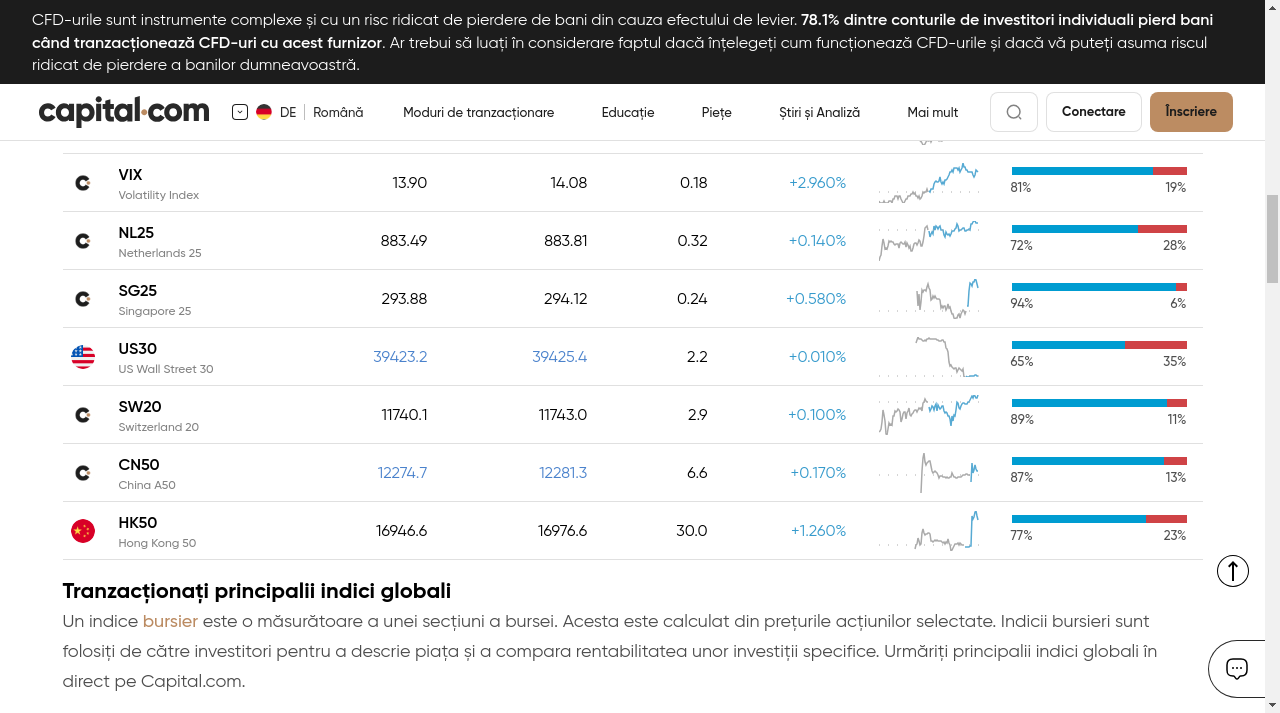 CFD-urile sunt instrumente complexe și cu un risc ridicat de pierdere de bani din cauza efectului de levier. 78.1% dintre conturile de investitori individuali pierd bani
când tranzacționează CFD-uri cu acest furnizor. Ar trebui să luați în considerare faptul dacă înțelegeți cum funcționează CFD-urile și dacă vă puteți asuma riscul
ridicat de pierdere a banilor dumneavoastră.
capital.com DE Română Moduri de tranzacționare Educație Piețe Știri și Analiză Mai mult Conectare Înscriere
VIX 13.90 14.08 0.18 +2.960%
Volatility Index 81% 19%
NL25 883.49 883.81 0.32 +0.140%
Netherlands 25 72% 28%
SG25 293.88 294.12 0.24 +0.580%
Singapore 25 94% 6%
US30 39423.2 39425.4 2.2 +0.010%
US Wall Street 30 65% 35%
SW20 11740.1 11743.0 2.9 +0.100%
Switzerland 20 89% 11%
CN50 12274.7 12281.3 6.6 +0.170%
China A50 87% 13%
HK50 16946.6 16976.6 30.0 +1.260%
Hong Kong 50 77% 23%
Tranzacționați principalii indici globali
Un indice bursier este o măsurătoare a unei secțiuni a bursei. Acesta este calculat din prețurile acțiunilor selectate. Indicii bursieri sunt
folosiți de către investitori pentru a descrie piața și a compara rentabilitatea unor investiții specifice. Urmăriți principalii indici globali în
direct pe Capital.com.